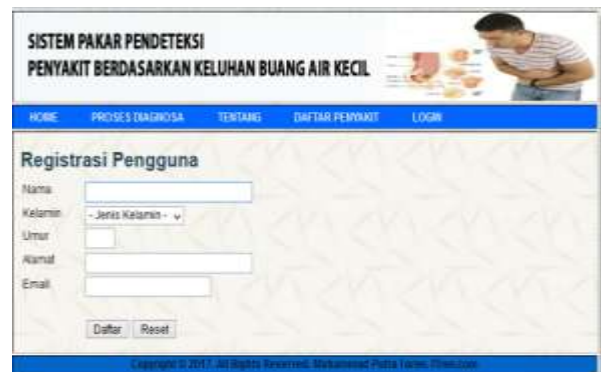 SISTEM PAKAR PENDETEKSI
PENYAKIT BERDASARKAN KELUHAN BUANG AIR KECIL
HOME PROSES DIAGNOSA TENTANG DAFTAR PENYAKIT LOGIN
Registrasi Pengguna
Nama
Kelamin - Jenis Kelamin -
Umur
Alamat
Email
Daftar Reset
Copyright © 2017. All Rights Reserved. Muhammad